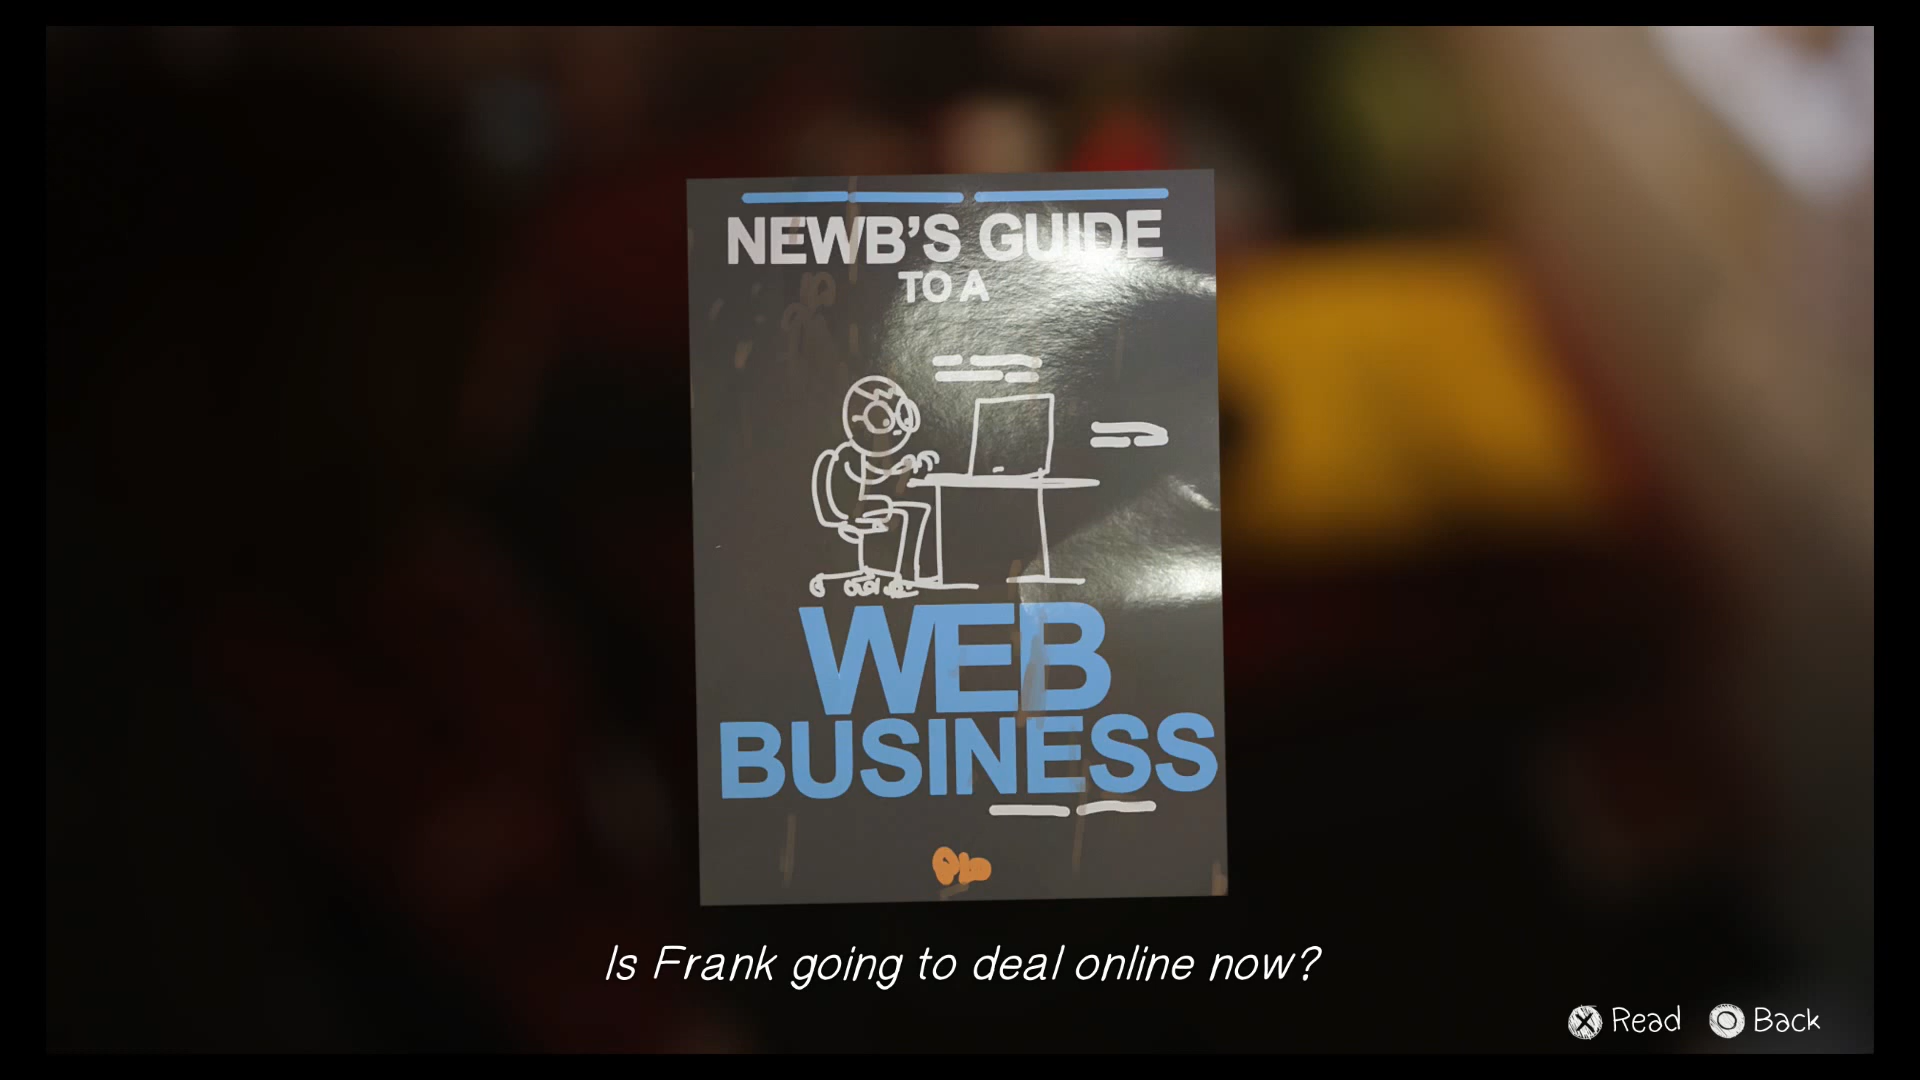 NEWB'S GUIDE
TO A
WEB
BUSINESS
Is Frank going to deal online now?
Read
Back